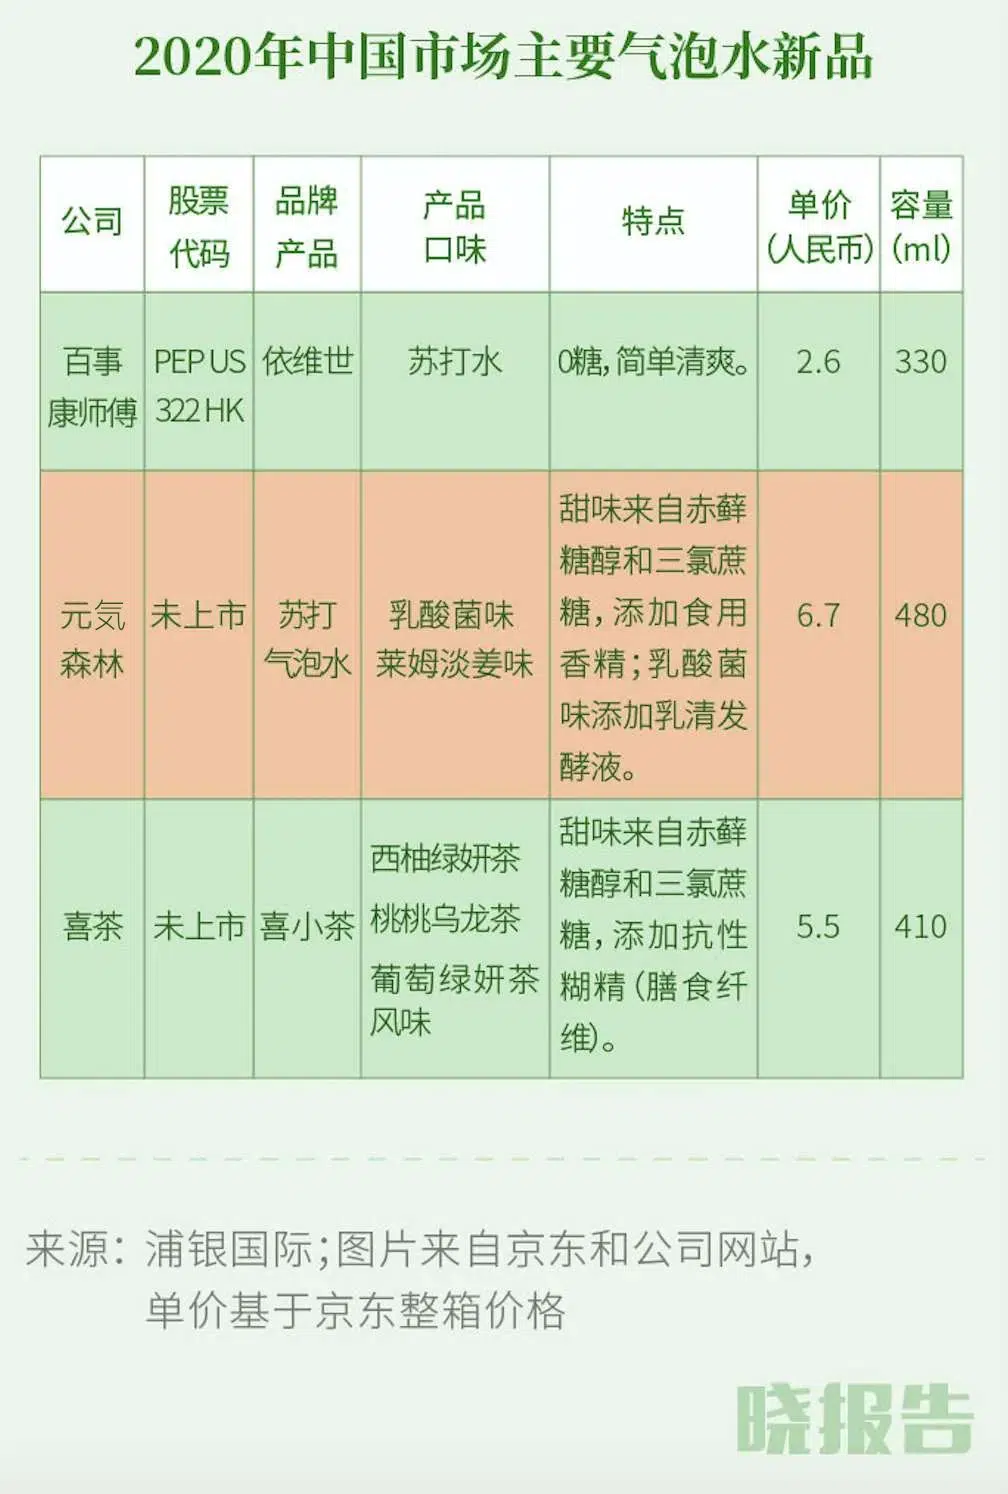 2020年中国市场主要气泡水新品
公司
股票
代码
品牌
产品
产品
口味
特点
单价
(人民币)
容量
(ml)
百事
康师傅
PEP US
322 HK
依维世
苏打水
0糖,简单清爽。
2.6
330
元気
森林
未上市
苏打
气泡水
乳酸菌味
莱姆淡姜味
甜味来自赤藓
糖醇和三氯蔗
糖,添加食用
香精;乳酸菌
味添加乳清发
酵液。
6.7
480
喜茶
未上市
喜小茶
西柚绿妍茶
桃桃乌龙茶
葡萄绿妍茶
风味
甜味来自赤藓
糖醇和三氯蔗
糖,添加抗性
糊精(膳食纤
维)。
5.5
410
来源：浦银国际;图片来自京东和公司网站,
单价基于京东整箱价格
晓报告